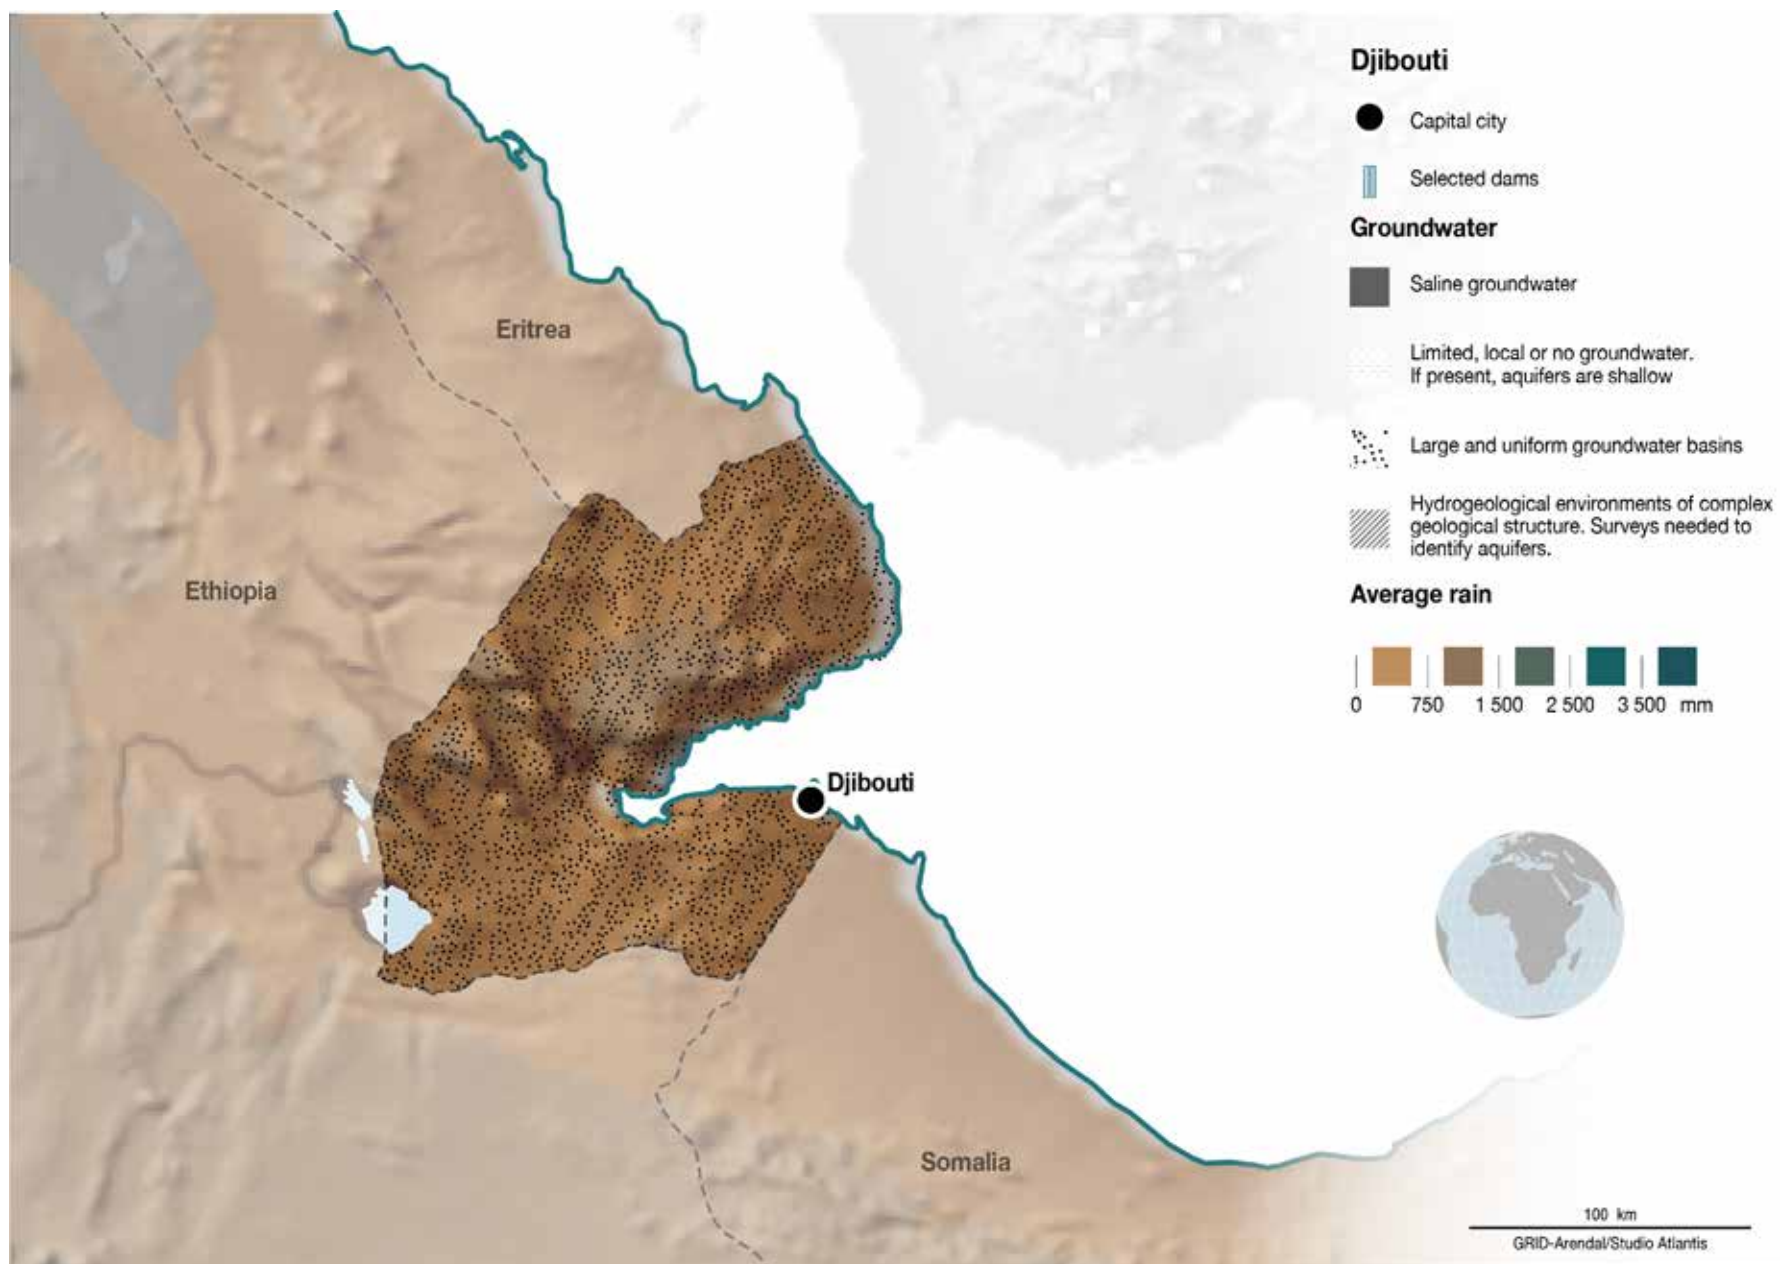 Djibouti
Capital city
Selected dams
Groundwater
Saline groundwater
Limited, local or no groundwater.
If present, aquifers are shallow
Large and uniform groundwater basins
Hydrogeological environments of complex
geological structure. Surveys needed to
identify aquifers.
Average rain
0 750 1 500 2 500 3 500 mm
Eritrea
Ethiopia
Djibouti
Somalia
100 km
GRID-Arendal/Studio Atlantis